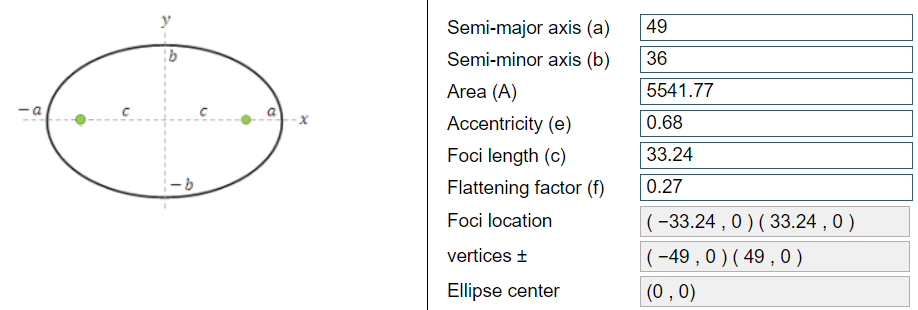 y
b
−a c c a x
−b
Semi-major axis (a) 49
Semi-minor axis (b) 36
Area (A) 5541.77
Accentricity (e) 0.68
Foci length (c) 33.24
Flattening factor (f) 0.27
Foci location ( −33.24 , 0 ) ( 33.24 , 0 )
vertices ± ( −49 , 0 ) ( 49 , 0 )
Ellipse center (0 , 0)